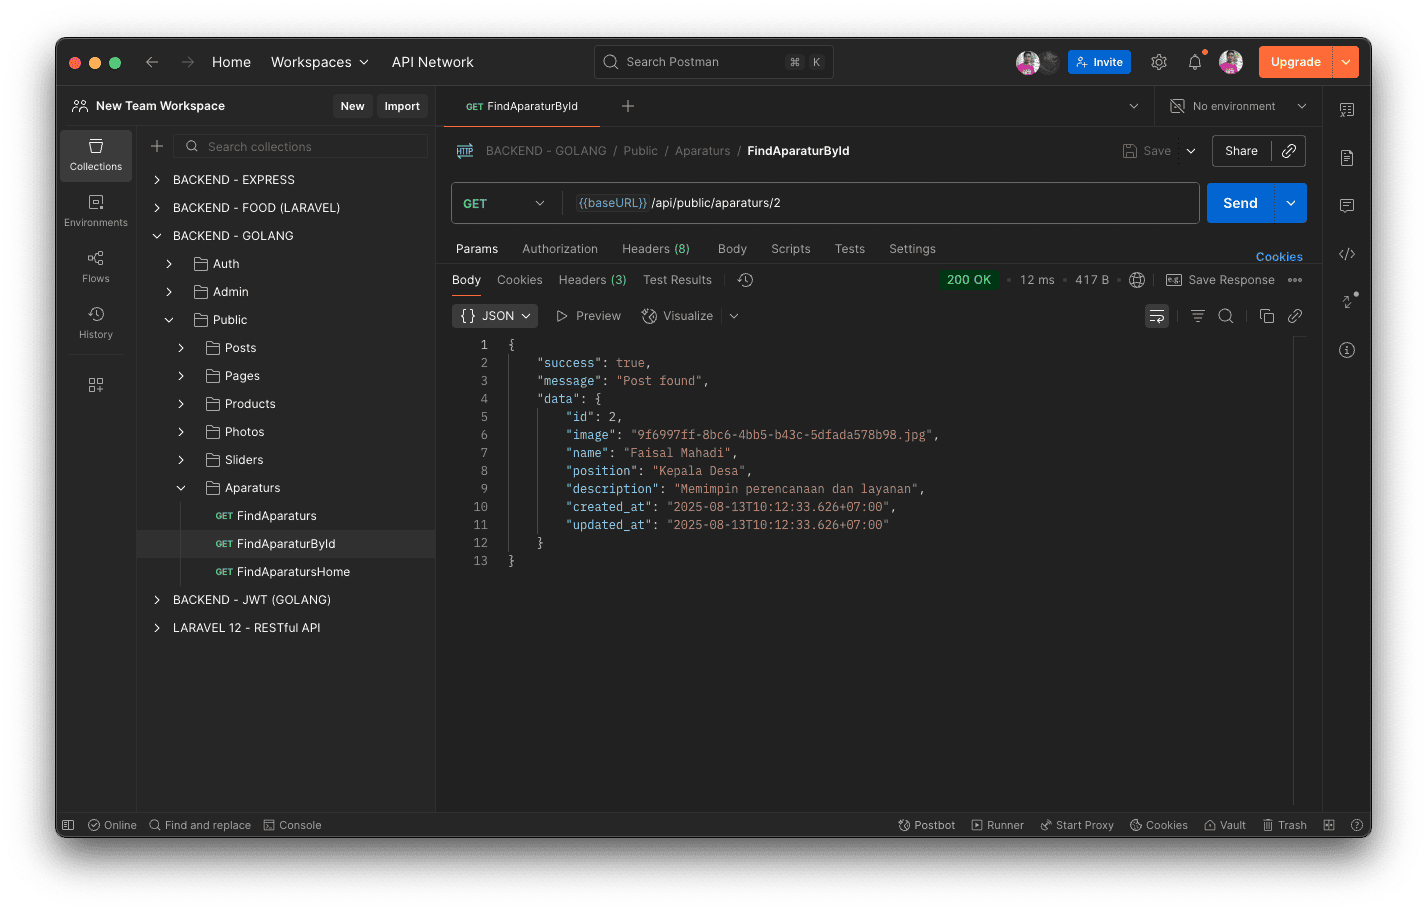 Home Workspaces API Network Search Postman ⌘ K Invite Upgrade
New Team Workspace New Import GET FindAparaturById No environment
Collections
Environments
Flows
History
Search collections
BACKEND - EXPRESS
BACKEND - FOOD (LARAVEL)
BACKEND - GOLANG
Auth
Admin
Public
Posts
Pages
Products
Photos
Sliders
Aparaturs
GET FindAparaturs
GET FindAparaturById
GET FindAparatursHome
BACKEND - JWT (GOLANG)
LARAVEL 12 - RESTful API
HTTP BACKEND - GOLANG / Public / Aparaturs / FindAparaturById Save Share
GET {{baseURL}} /api/public/aparaturs/2 Send
Params Authorization Headers (8) Body Scripts Tests Settings Cookies
Body Cookies Headers (3) Test Results 200 OK 12 ms 417 B e.g. Save Response
{} JSON Preview Visualize
1 {
2 "success": true,
3 "message": "Post found",
4 "data": {
5 "id": 2,
6 "image": "9f6997ff-8bc6-4bb5-b43c-5dfada578b98.jpg",
7 "name": "Faisal Mahadi",
8 "position": "Kepala Desa",
9 "description": "Memimpin perencanaan dan layanan",
10 "created_at": "2025-08-13T10:12:33.626+07:00",
11 "updated_at": "2025-08-13T10:12:33.626+07:00"
12 }
13 }
Online Find and replace Console Postbot Runner Start Proxy Cookies Vault Trash